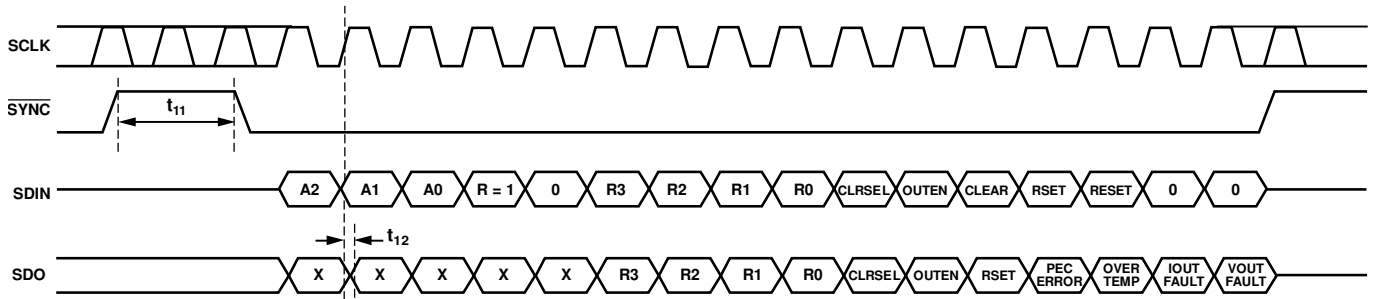 SCLK
SYNC
t11
SDIN A2 A1 A0 R = 1 0 R3 R2 R1 R0 CLRSEL OUTEN CLEAR RSET RESET 0 0
t12
SDO X X X X X R3 R2 R1 R0 CLRSEL OUTEN RSET PEC ERROR OVER TEMP IOUT FAULT VOUT FAULT